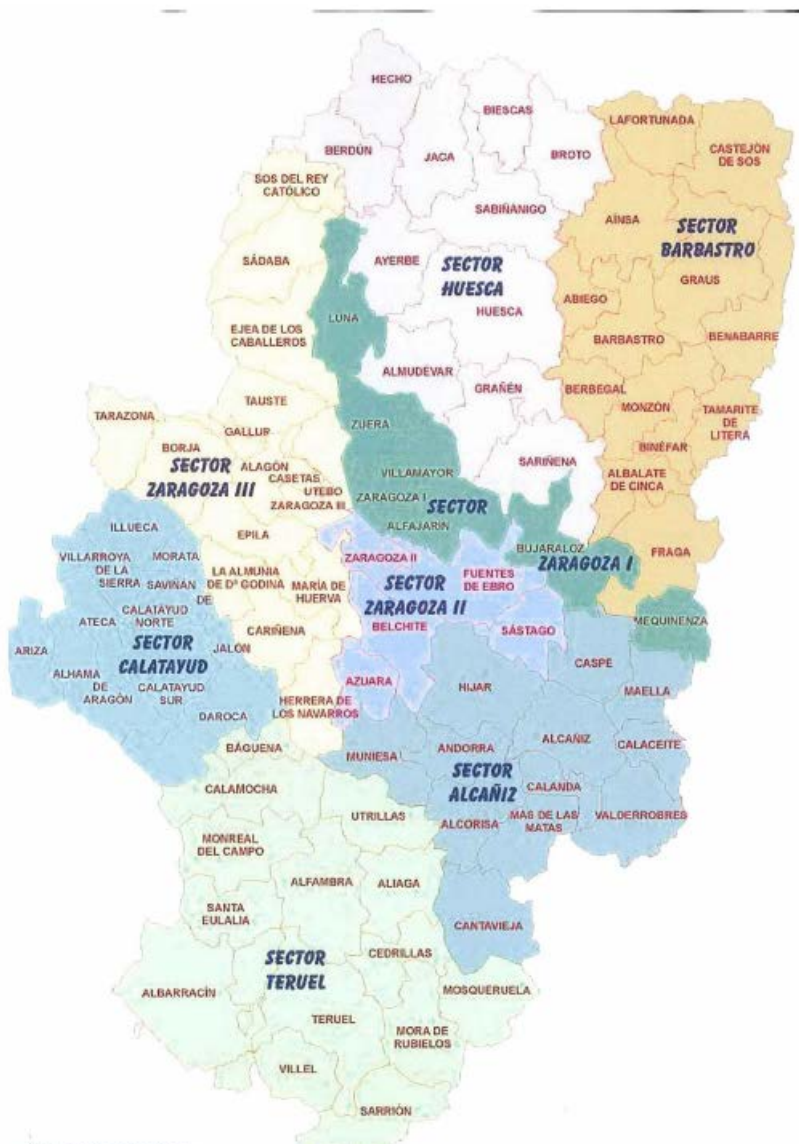 HECHO
BIESCAS
LAFORTUNADA
BERDÚN
JACA
BROTO
CASTEJÓN
DE SOS
SOS DEL REY
CATÓLICO
SABIÑANIGO
AÍNSA
SECTOR
BARBASTRO
SÁDABA
AYERBE
SECTOR
HUESCA
GRAUS
LUNA
HUESCA
ABIEGO
EJEA DE LOS
CABALLEROS
BARBASTRO
BENABARRE
ALMUDEVAR
GRAÑÉN
BERBEGAL
TAUSTE
MONZÓN
TAMARITE
DE
LITERA
TARAZONA
GALLUR
ZUERA
BINÉFAR
BORJA
SECTOR
ZARAGOZA III
ALAGÓN
CASETAS
UTEBO
ZARAGOZA III
VILLAMAYOR
SARIÑENA
ALBALATE
DE CINCA
ZARAGOZA I
SECTOR
ZARAGOZA I
ALFAJARÍN
ILLUECA
EPILA
BUJARALOZ
FRAGA
VILLARROYA
DE LA
SIERRA
MORATA
SAVIÑÁN
DE
JALÓN
LA ALMUNIA
DE Dª GODINA
MARÍA DE
HUERVA
ZARAGOZA II
SECTOR
ZARAGOZA II
FUENTES
DE EBRO
CALATAYUD
NORTE
ATECA
SECTOR
CALATAYUD
CARIÑENA
BELCHITE
SÁSTAGO
MEQUINENZA
ARIZA
ALHAMA
DE
ARAGÓN
CALATAYUD
SUR
AZUARA
HIJAR
CASPE
MAELLA
DAROCA
HERRERA DE
LOS NAVARROS
BÁGUENA
MUNIESA
ANDORRA
ALCAÑIZ
CALACEITE
SECTOR
ALCAÑIZ
CALAMOCHA
CALANDA
UTRILLAS
ALCORISA
MAS DE LAS
MATAS
VALDERROBRES
MONREAL
DEL CAMPO
ALFAMBRA
ALIAGA
SANTA
EULALIA
CANTAVIEJA
SECTOR
TERUEL
CEDRILLAS
ALBARRACÍN
MOSQUERUELA
TERUEL
MORA DE
RUBIELOS
VILLEL
SARRIÓN